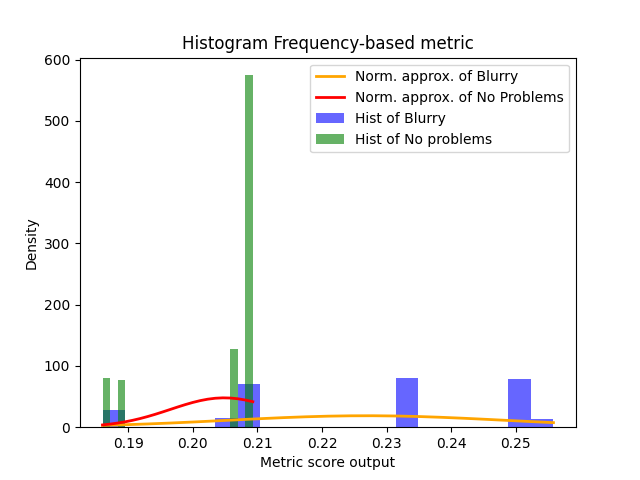 Histogram Frequency-based metric
Norm. approx. of Blurry
Norm. approx. of No Problems
Hist of Blurry
Hist of No problems
600
500
400
300
200
100
0
Density
0.19 0.20 0.21 0.22 0.23 0.24 0.25
Metric score output